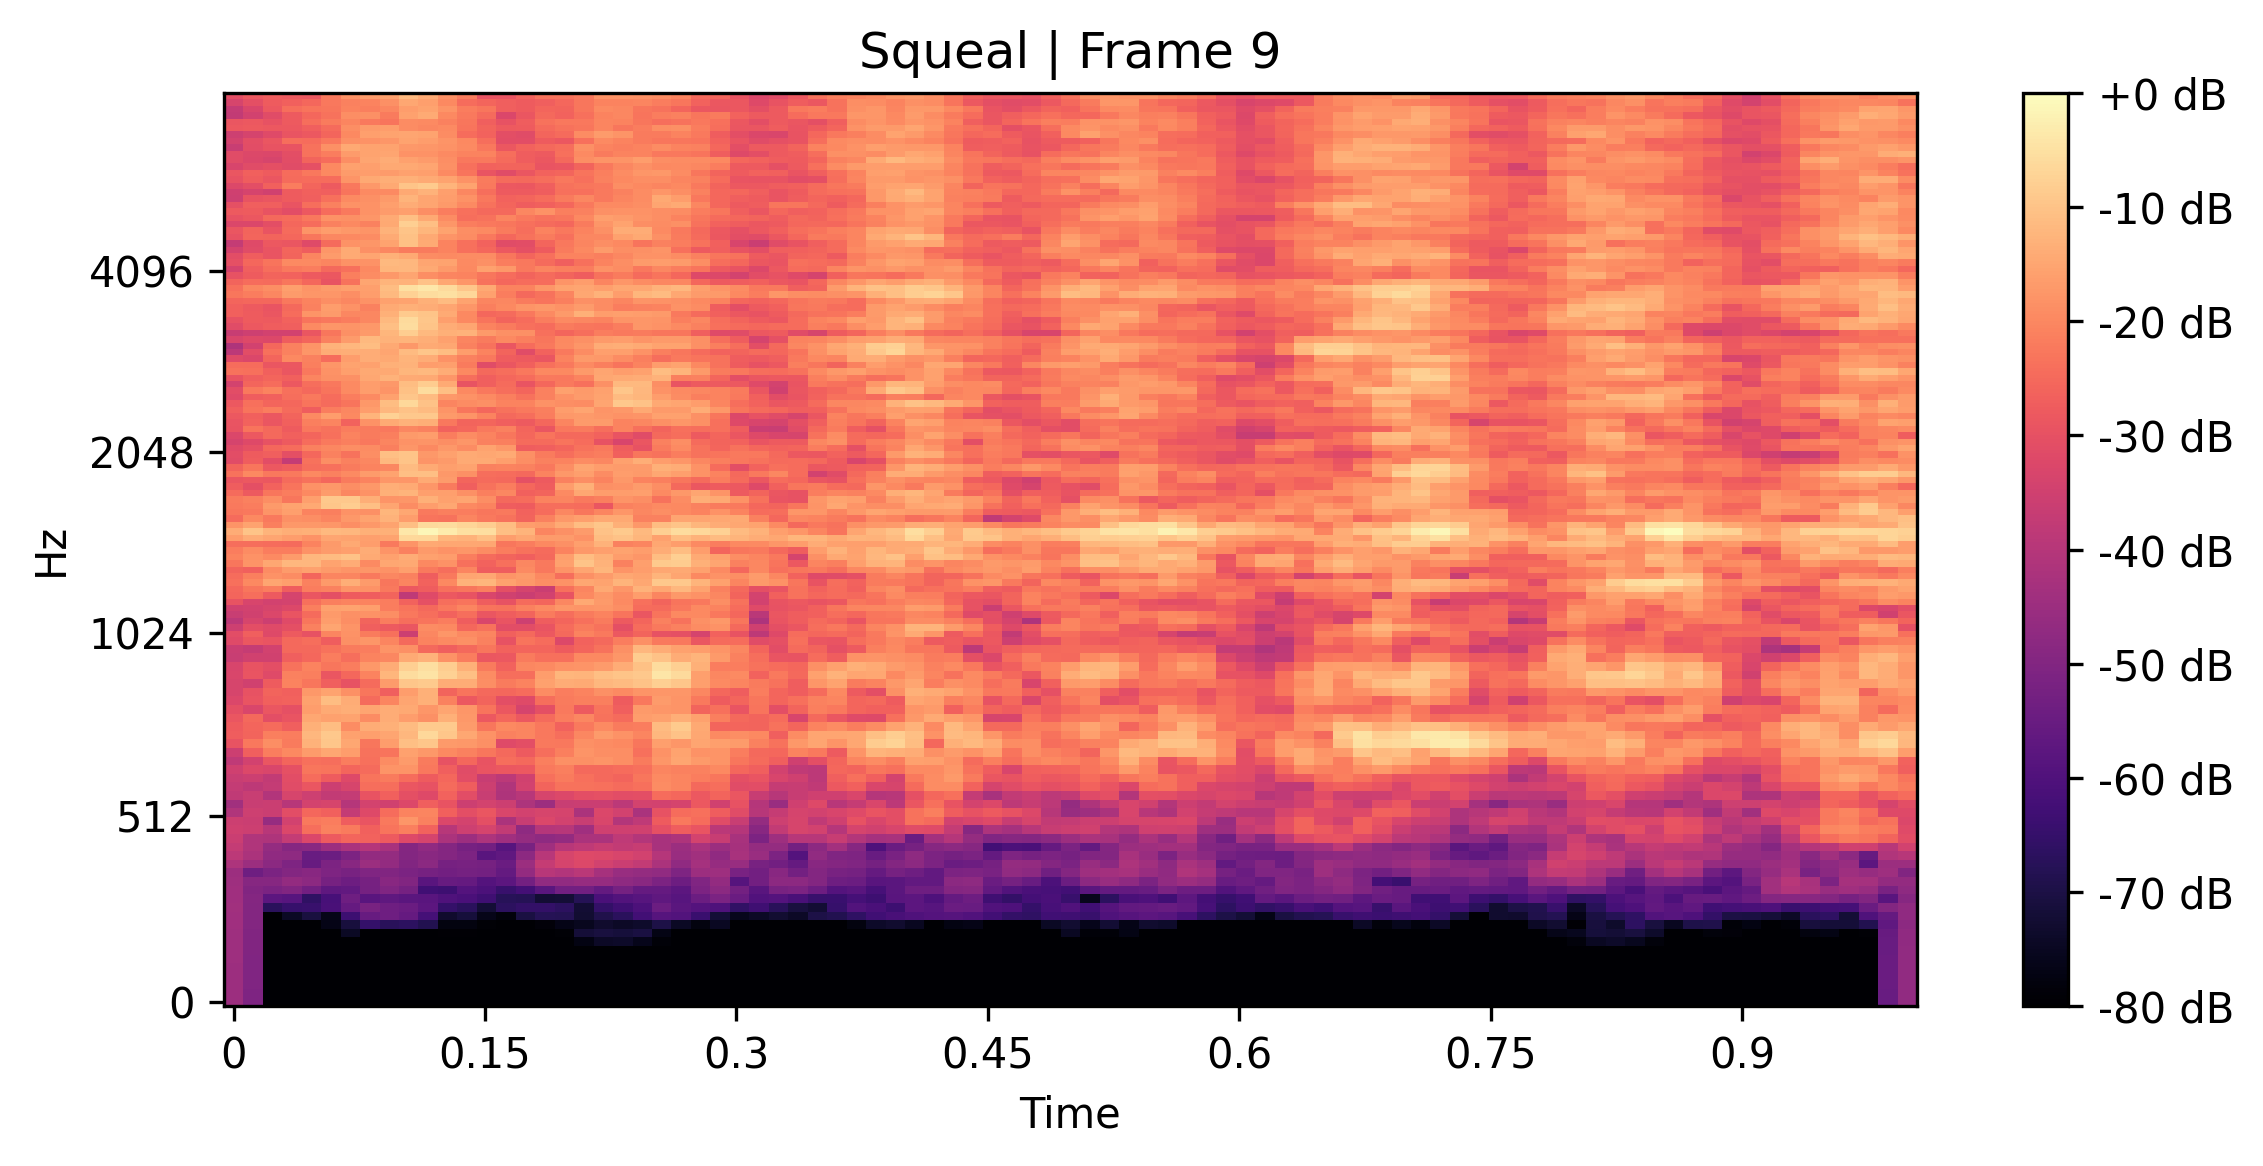 Squeal | Frame 9
Hz
4096
2048
1024
512
0
0 0.15 0.3 0.45 0.6 0.75 0.9
Time
+0 dB
-10 dB
-20 dB
-30 dB
-40 dB
-50 dB
-60 dB
-70 dB
-80 dB